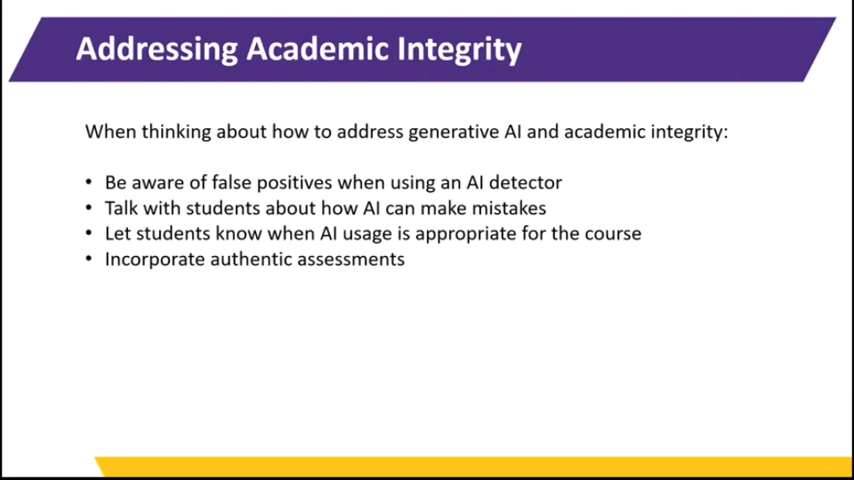 Addressing Academic Integrity
When thinking about how to address generative AI and academic integrity:
• Be aware of false positives when using an AI detector
• Talk with students about how AI can make mistakes
• Let students know when AI usage is appropriate for the course
• Incorporate authentic assessments